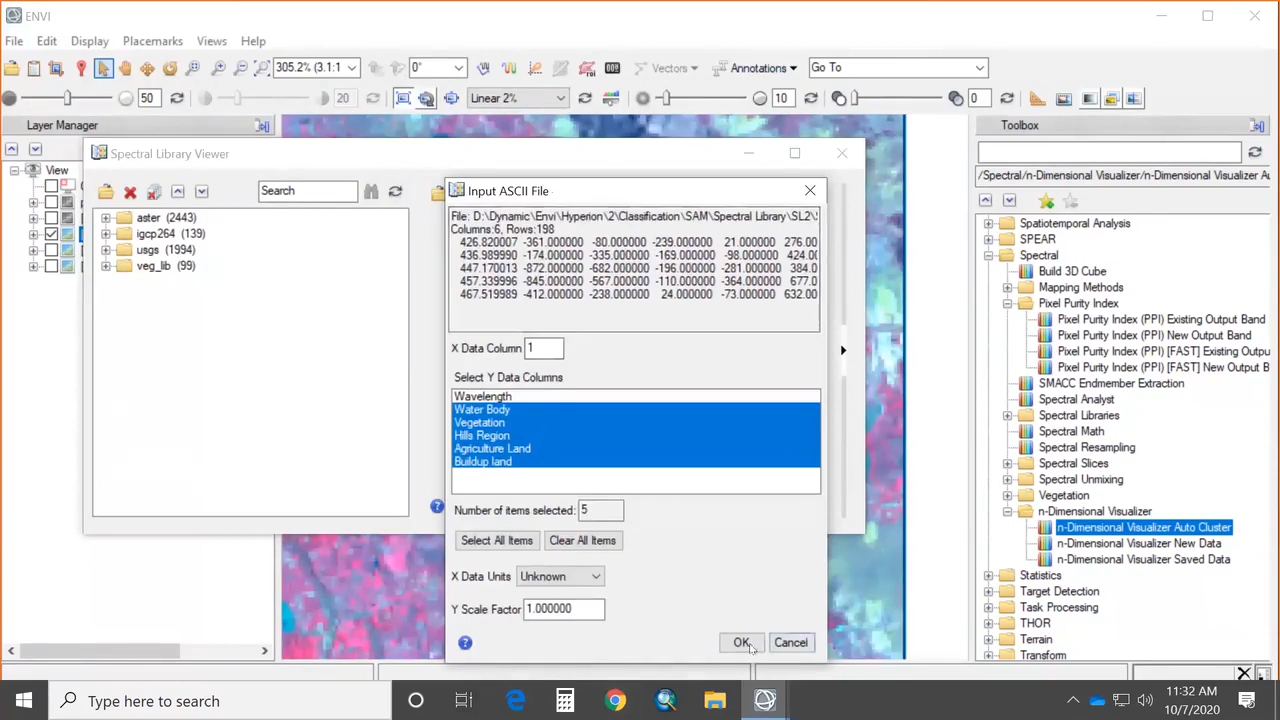 ENVI
File Edit Display Placemarks Views Help
305.2% (3.1:1 0° Vectors Annotations Go To
50 20 Linear 2% 10 0
Layer Manager
View
Spectral Library Viewer
Search
aster (2443)
igcp264 (139)
usgs (1994)
veg_lib (99)
Input ASCII File
File: D:\Dynamic\Envi\Hyperion\2\Classification\SAM\Spectral Library\SL2\
Columns:6, Rows:198
426.820007 -361.000000 -80.000000 -239.000000 21.000000 276.00
436.989990 -174.000000 -335.000000 -169.000000 -98.000000 424.0
447.170013 -872.000000 -682.000000 -196.000000 -281.000000 384.0
457.339996 -845.000000 -567.000000 -110.000000 -364.000000 677.0
467.519989 -412.000000 -238.000000 24.000000 -73.000000 632.00
X Data Column 1
Select Y Data Columns
Wavelength
Water Body
Vegetation
Hills Region
Agriculture Land
Buildup land
Number of items selected: 5
Select All Items Clear All Items
X Data Units Unknown
Y Scale Factor 1.000000
OK Cancel
Toolbox
/Spectral/n-Dimensional Visualizer/n-Dimensional Visualizer Au
Spatiotemporal Analysis
SPEAR
Spectral
Build 3D Cube
Mapping Methods
Pixel Purity Index
Pixel Purity Index (PPI) Existing Output Band
Pixel Purity Index (PPI) New Output Band
Pixel Purity Index (PPI) [FAST] Existing Outpu
Pixel Purity Index (PPI) [FAST] New Output B
SMACC Endmember Extraction
Spectral Analyst
Spectral Libraries
Spectral Math
Spectral Resampling
Spectral Slices
Spectral Unmixing
Vegetation
n-Dimensional Visualizer
n-Dimensional Visualizer Auto Cluster
n-Dimensional Visualizer New Data
n-Dimensional Visualizer Saved Data
Statistics
Target Detection
Task Processing
THOR
Terrain
Transform
Type here to search
11:32 AM
10/7/2020